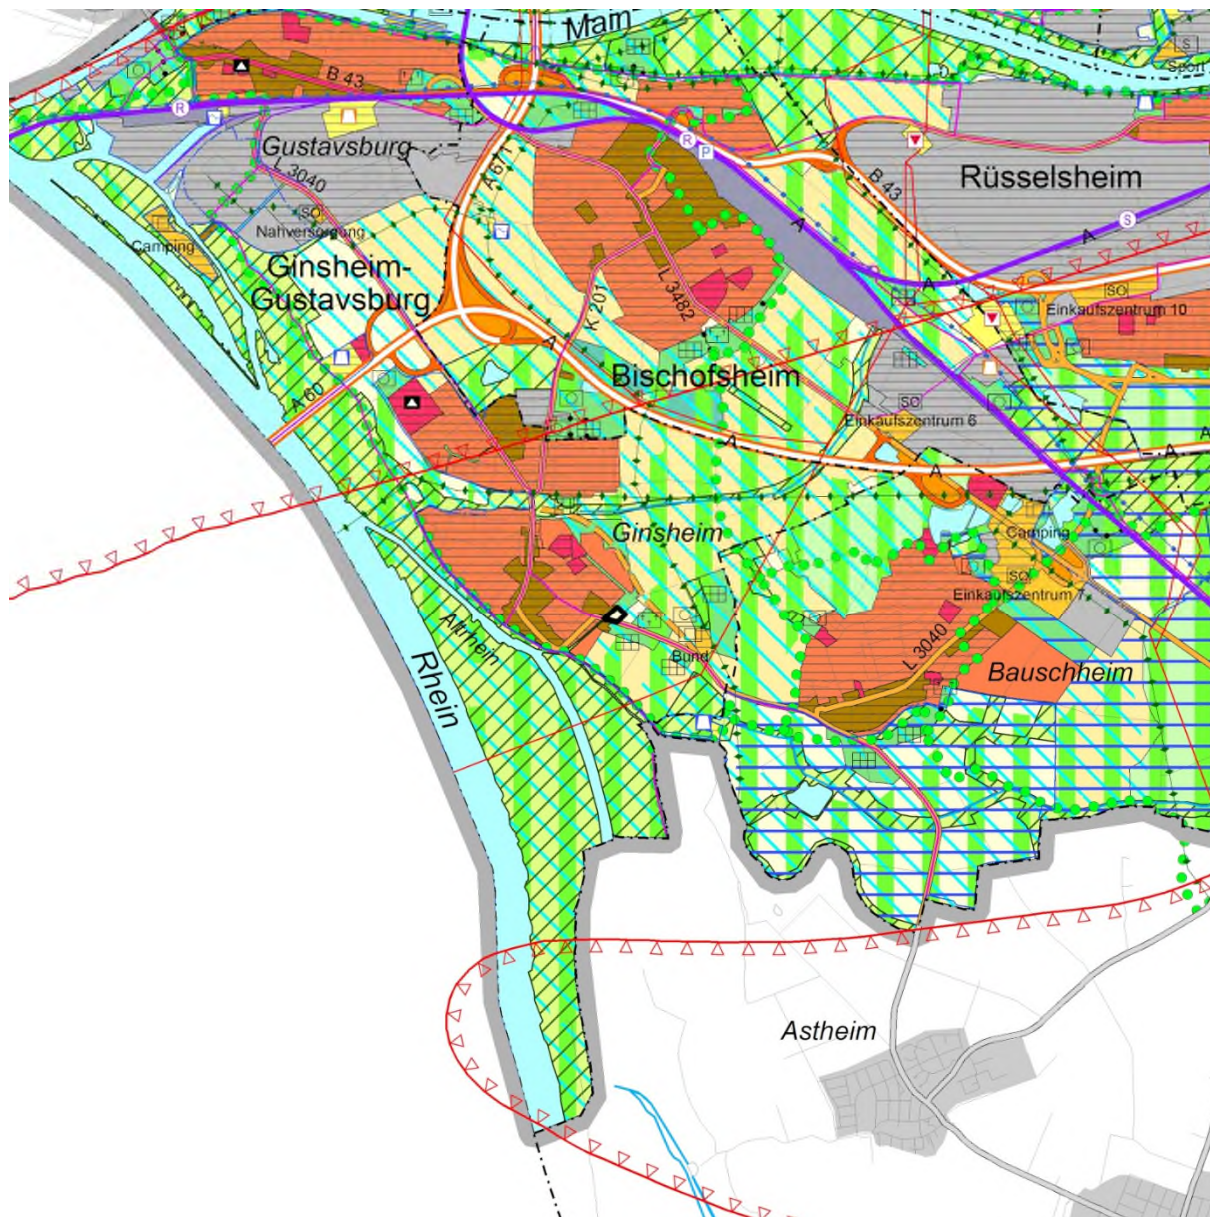 Main
B 43
Sport
R
Gustavsburg
A 671
R
P
B 43
Rüsselsheim
L 3040
SO
Nahversorgung
Camping
S
A
A
Ginsheim-
Gustavsburg
K 201
L 3482
A
SO
Einkaufszentrum 10
A
Bischofsheim
A 60
SO
Einkaufszentrum 6
A
A
A
A
Ginsheim
Camping
SO
Einkaufszentrum 7
Altrhein
Rhein
Bund
L 3040
Bauschheim
Astheim